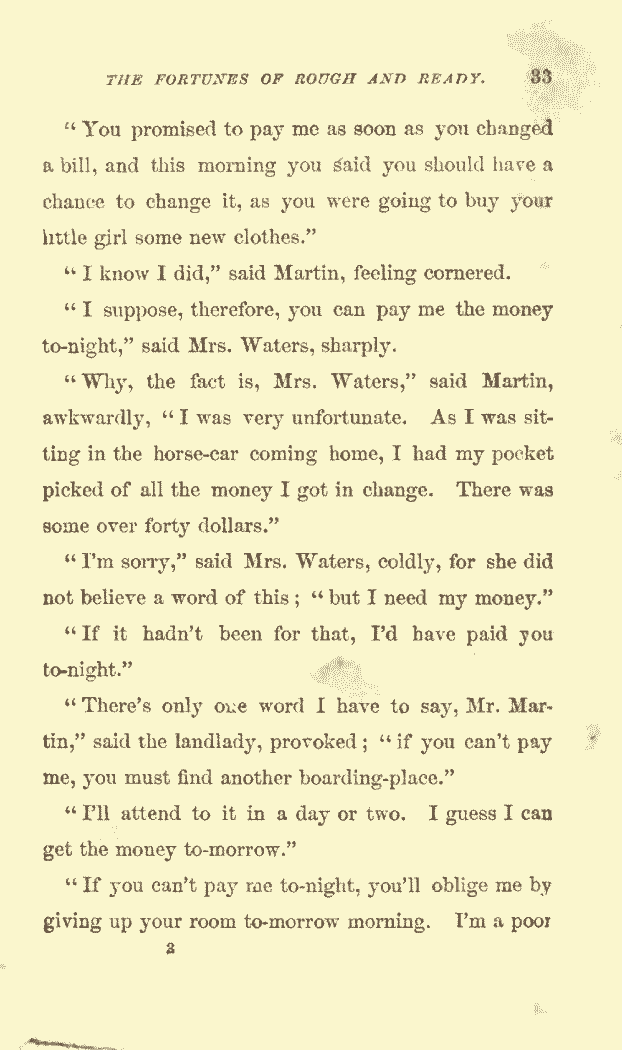 THE FORTUNES OF ROUGH AND READY. 33
“ You promised to pay me as soon as you changed
a bill, and this morning you said you should have a
chance to change it, as you were going to buy your
little girl some new clothes.”
“ I know I did,” said Martin, feeling cornered.
“ I suppose, therefore, you can pay me the money
to-night,” said Mrs. Waters, sharply.
“ Why, the fact is, Mrs. Waters,” said Martin,
awkwardly, “ I was very unfortunate. As I was sit-
ting in the horse-car coming home, I had my pocket
picked of all the money I got in change. There was
some over forty dollars.”
“ I’m sorry,” said Mrs. Waters, coldly, for she did
not believe a word of this ; “ but I need my money.”
“ If it hadn’t been for that, I’d have paid you
to-night.”
“ There’s only one word I have to say, Mr. Mar-
tin,” said the landlady, provoked ; “ if you can’t pay
me, you must find another boarding-place.”
“ I’ll attend to it in a day or two. I guess I can
get the money to-morrow.”
“ If you can’t pay me to-night, you’ll oblige me by
giving up your room to-morrow morning. I’m a poor
2